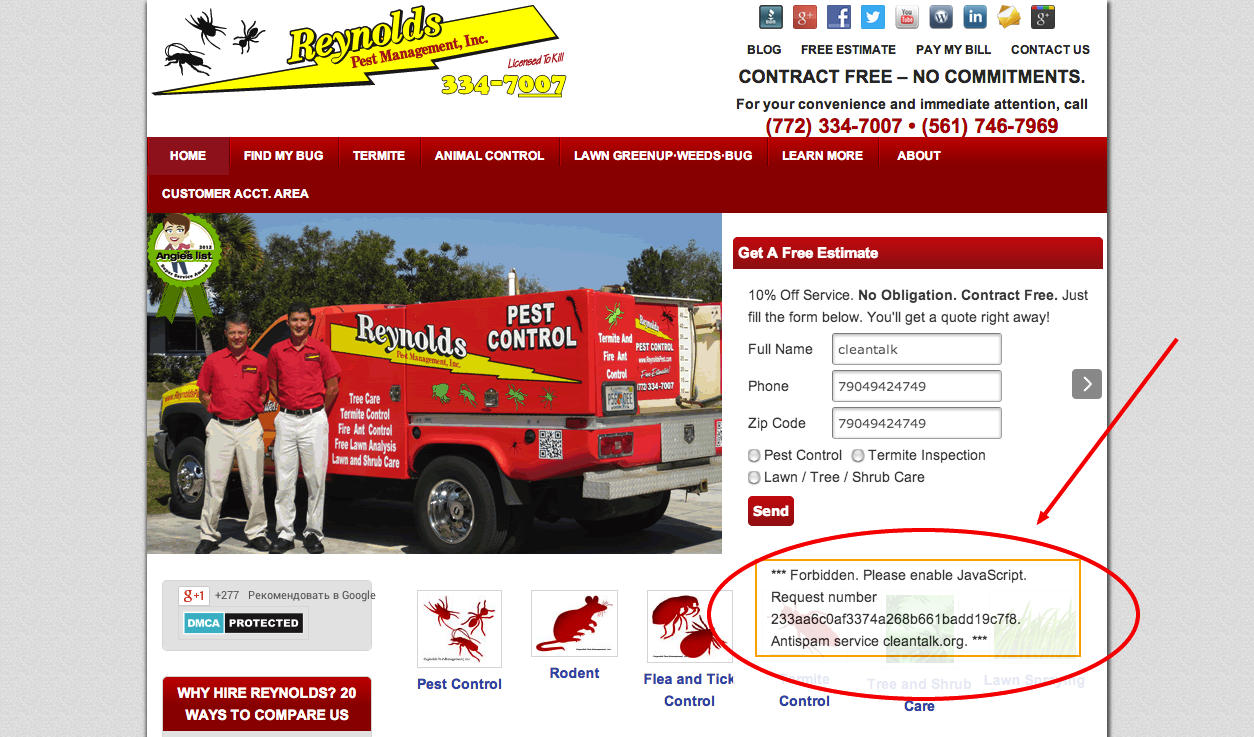 Reynolds
Pest Management, Inc.
Licensed To Kill
334-7007
BBB
g+
f
You
Tube
W
in
g+
BLOG FREE ESTIMATE PAY MY BILL CONTACT US
CONTRACT FREE – NO COMMITMENTS.
For your convenience and immediate attention, call
(772) 334-7007 • (561) 746-7969
HOME FIND MY BUG TERMITE ANIMAL CONTROL LAWN GREENUP·WEEDS·BUG LEARN MORE ABOUT
CUSTOMER ACCT. AREA
2012
Angie's list
Super Service Award
Reynolds
Pest Management, Inc.
PEST
CONTROL
Tree Care
Termite Control
Fire Ant Control
Free Lawn Analysis
Lawn and Shrub Care
Termite And
Fire Ant
Control
Reynolds
PEST CONTROL
www.ReynoldsPest.com
Free Estimates!
(772) 334-7007
Get A Free Estimate
10% Off Service. No Obligation. Contract Free. Just
fill the form below. You'll get a quote right away!
Full Name cleantalk
Phone 79049424749
Zip Code 79049424749
Pest Control Termite Inspection
Lawn / Tree / Shrub Care
Send
*** Forbidden. Please enable JavaScript.
Request number
233aa6c0af3374a268b661badd19c7f8.
Antispam service cleantalk.org. ***
g+1 +277 Рекомендовать в Google
DMCA PROTECTED
WHY HIRE REYNOLDS? 20
WAYS TO COMPARE US
Pest Control
Rodent
Flea and Tick
Control
Termite
Control
Tree and Shrub
Care
Lawn Spraying